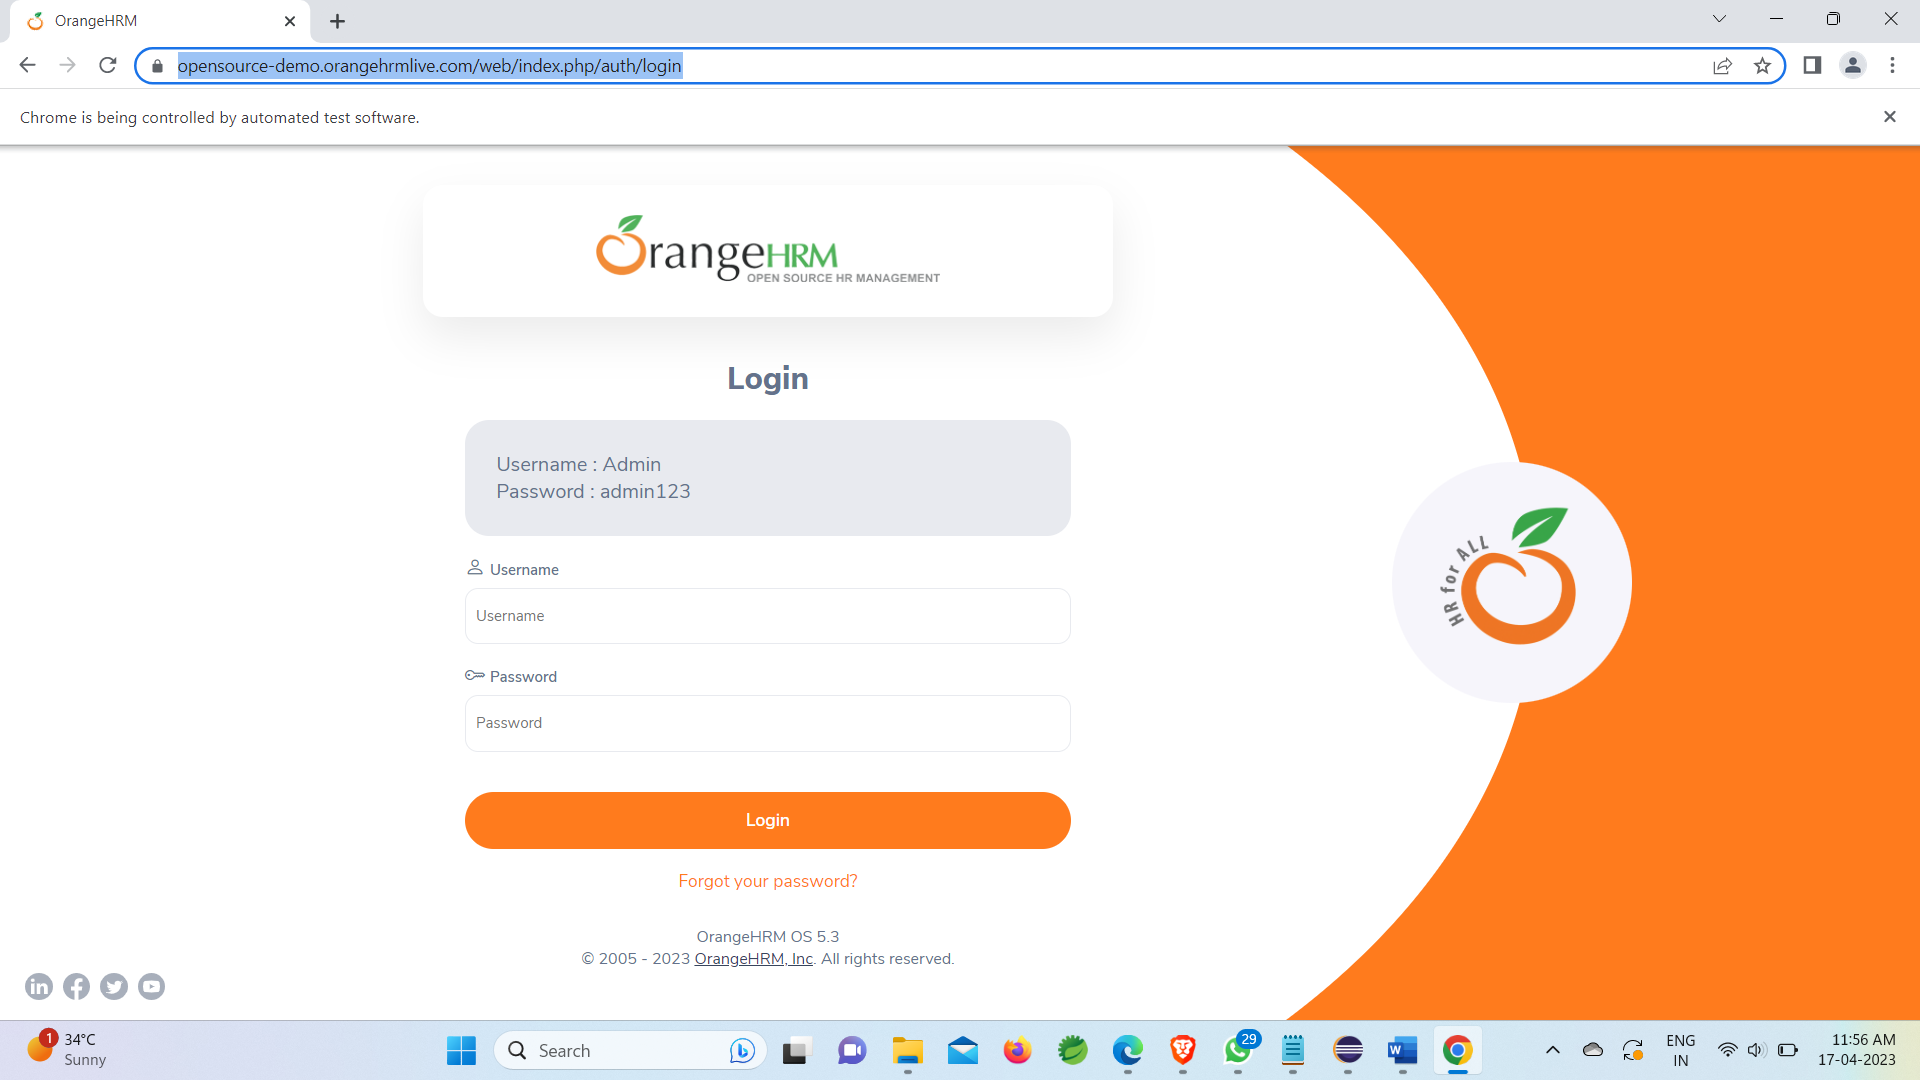 OrangeHRM
opensource-demo.orangehrmlive.com/web/index.php/auth/login
Chrome is being controlled by automated test software.
OrangeHRM
OPEN SOURCE HR MANAGEMENT
Login
Username : Admin
Password : admin123
Username
Username
Password
Password
Login
Forgot your password?
OrangeHRM OS 5.3
© 2005 - 2023 OrangeHRM, Inc. All rights reserved.
HR for ALL
1
34°C
Sunny
Search
29
ENG
IN
11:56 AM
17-04-2023